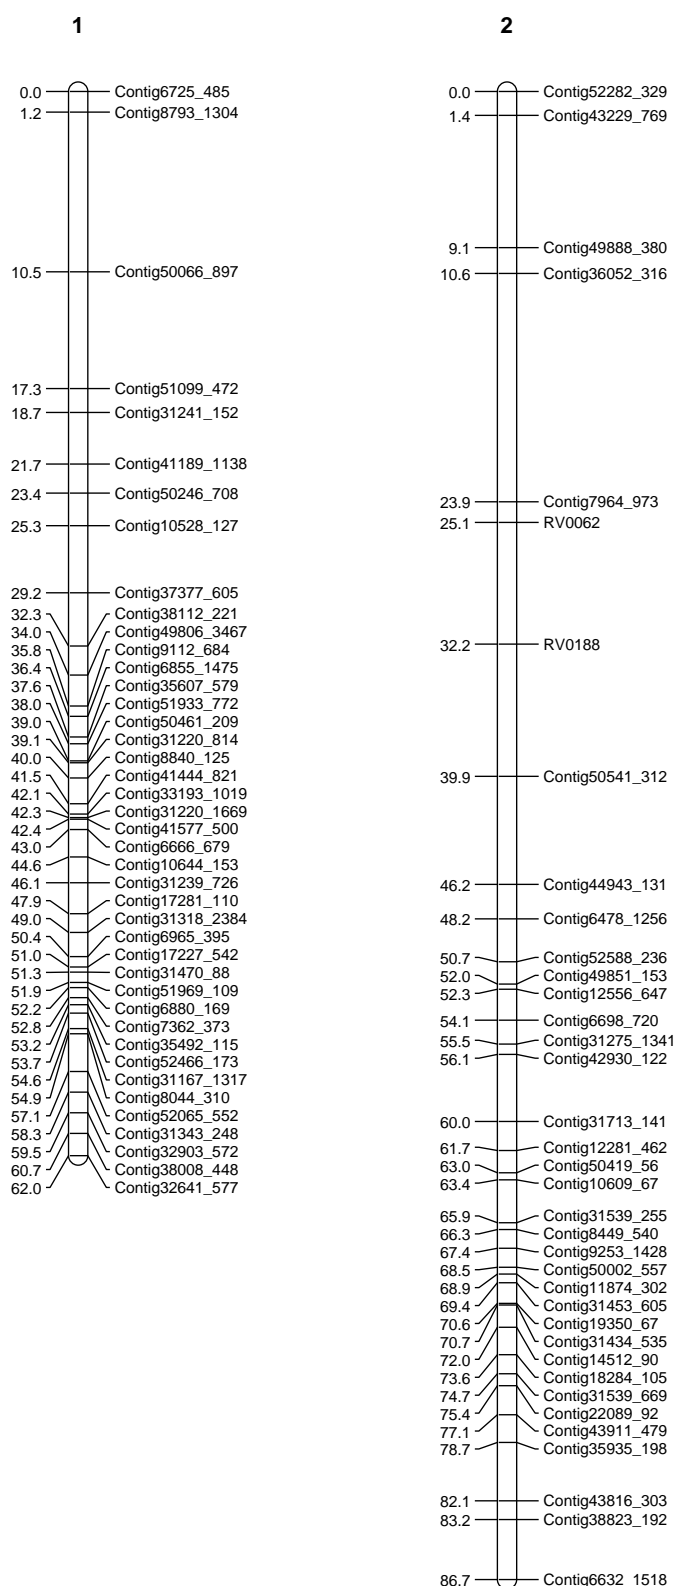 1
0.0 Contig6725_485
1.2 Contig8793_1304
10.5 Contig50066_897
17.3 Contig51099_472
18.7 Contig31241_152
21.7 Contig41189_1138
23.4 Contig50246_708
25.3 Contig10528_127
29.2 Contig37377_605
32.3 Contig38112_221
34.0 Contig49806_3467
35.8 Contig9112_684
36.4 Contig6855_1475
37.6 Contig35607_579
38.0 Contig51933_772
39.0 Contig50461_209
39.1 Contig31220_814
40.0 Contig8840_125
41.5 Contig41444_821
42.1 Contig33193_1019
42.3 Contig31220_1669
42.4 Contig41577_500
43.0 Contig6666_679
44.6 Contig10644_153
46.1 Contig31239_726
47.9 Contig17281_110
49.0 Contig31318_2384
50.4 Contig6965_395
51.0 Contig17227_542
51.3 Contig31470_88
51.9 Contig51969_109
52.2 Contig6880_169
52.8 Contig7362_373
53.2 Contig35492_115
53.7 Contig52466_173
54.6 Contig31167_1317
54.9 Contig8044_310
57.1 Contig52065_552
58.3 Contig31343_248
59.5 Contig32903_572
60.7 Contig38008_448
62.0 Contig32641_577
2
0.0 Contig52282_329
1.4 Contig43229_769
9.1 Contig49888_380
10.6 Contig36052_316
23.9 Contig7964_973
25.1 RV0062
32.2 RV0188
39.9 Contig50541_312
46.2 Contig44943_131
48.2 Contig6478_1256
50.7 Contig52588_236
52.0 Contig49851_153
52.3 Contig12556_647
54.1 Contig6698_720
55.5 Contig31275_1341
56.1 Contig42930_122
60.0 Contig31713_141
61.7 Contig12281_462
63.0 Contig50419_56
63.4 Contig10609_67
65.9 Contig31539_255
66.3 Contig8449_540
67.4 Contig9253_1428
68.5 Contig50002_557
68.9 Contig11874_302
69.4 Contig31453_605
70.6 Contig19350_67
70.7 Contig31434_535
72.0 Contig14512_90
73.6 Contig18284_105
74.7 Contig31539_669
75.4 Contig22089_92
77.1 Contig43911_479
78.7 Contig35935_198
82.1 Contig43816_303
83.2 Contig38823_192
86.7 Contig6632_1518